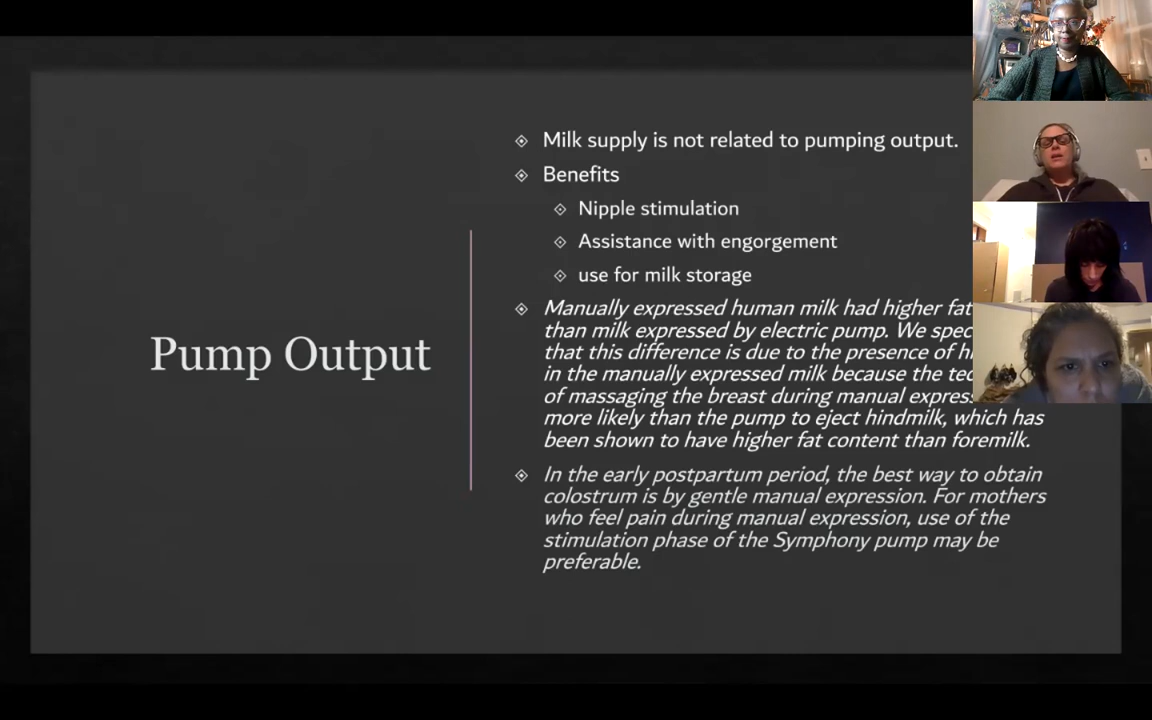 Pump Output
Milk supply is not related to pumping output.
Benefits
Nipple stimulation
Assistance with engorgement
use for milk storage
Manually expressed human milk had higher fat
than milk expressed by electric pump. We
that this difference is due to the presence of
in the manually expressed milk because the
of massaging the breast during manual
more likely than the pump to eject hindmilk, which has
been shown to have higher fat content than foremilk.
In the early postpartum period, the best way to obtain
colostrum is by gentle manual expression. For mothers
who feel pain during manual expression, use of the
stimulation phase of the Symphony pump may be
preferable.